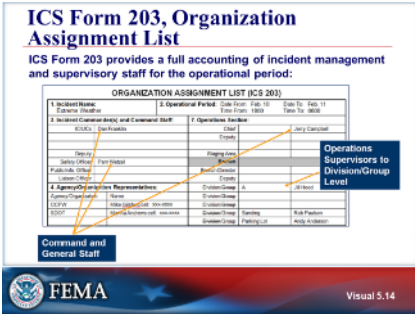 ICS Form 203, Organization
Assignment List
ICS Form 203 provides a full accounting of incident management
and supervisory staff for the operational period:
ORGANIZATION ASSIGNMENT LIST (ICS 203)
1. Incident Name:
Extreme Weather
2. Operational Period: Date From: Feb. 10 Date To: Feb. 11
Time From: 1800 Time To: 0600
3. Incident Commander(s) and Command Staff: 7. Operations Section:
IC/UCs Dan Franklin Chief Jerry Campbell
Deputy
Deputy Staging Area
Safety Officer Pam Branch
Public Info. Officer Branch Director
Liaison Officer Deputy
4. Agency/Organization Representatives: Division/Group A Jill Hood
Agency/Organization Name Division/Group
Division/Group
Division/Group Sanding Rob Paulson
Division/Group Parking Lot Andy Anderson
Operations
Supervisors to
Division/Group
Level
Command and
General Staff
FEMA
Visual 5.14